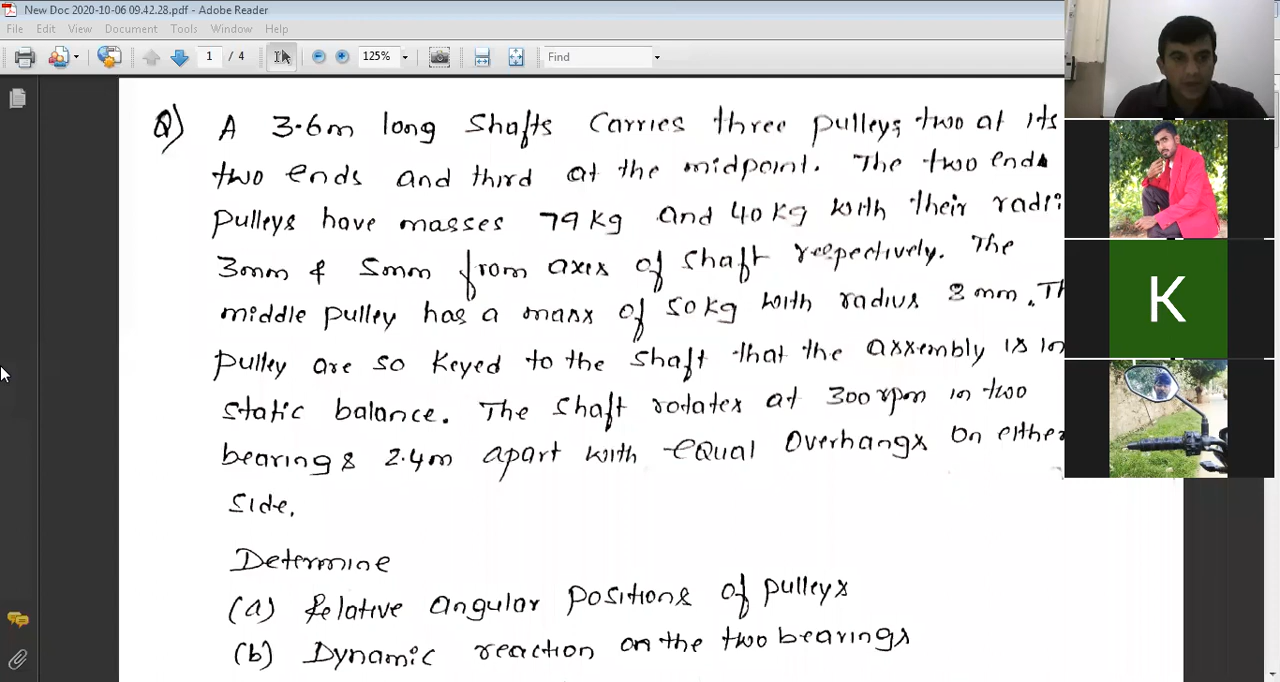 New Doc 2020-10-06 09.42.28.pdf - Adobe Reader
File Edit View Document Tools Window Help
1 / 4 125% Find
Q) A 3.6m long shafts carries three pulleys, two at its
two ends and third at the midpoint. The two ends
pulleys have masses 79 kg and 40 kg with their radii
3mm & 5mm from axis of shaft respectively. The
middle pulley has a mass of 50 kg with radius 8 mm. Th
pulley are so keyed to the shaft that the assembly is in
static balance. The shaft rotates at 300 rpm in two
bearings 2.4m apart with equal overhangs on either
side.
Determine
(a) Relative angular positions of pulleys
(b) Dynamic reaction on the two bearings
K